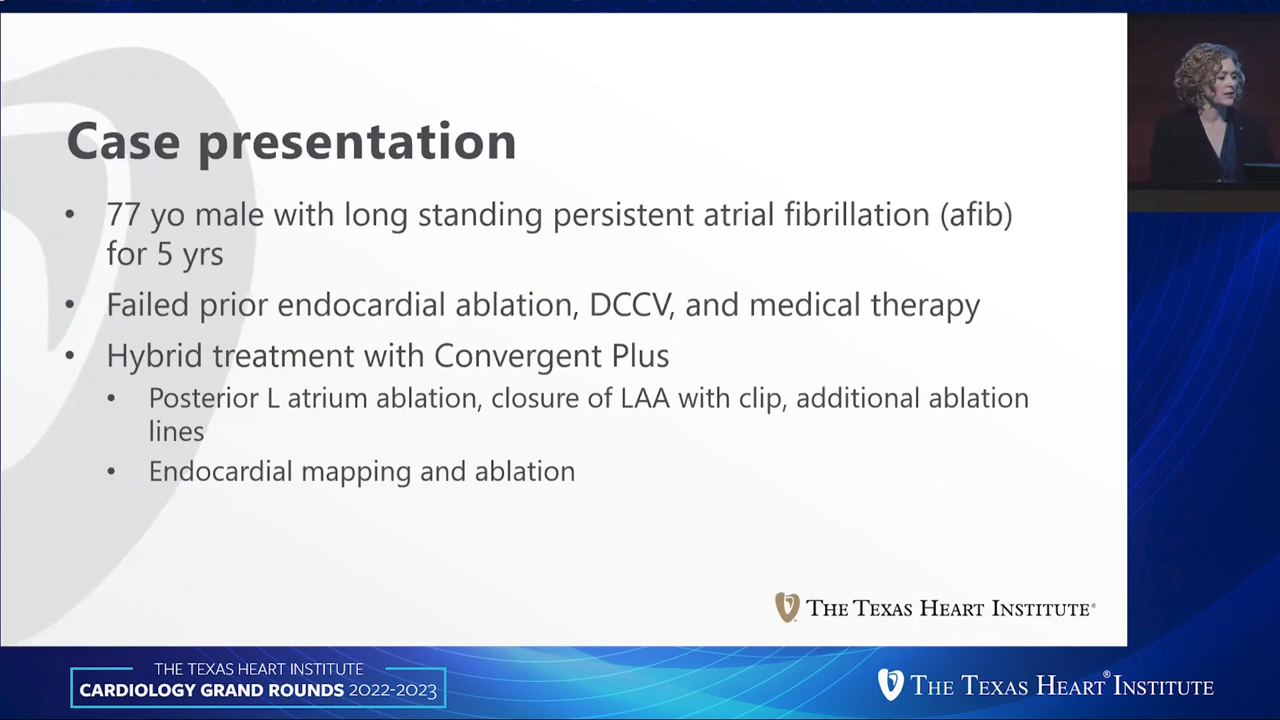 Case presentation
• 77 yo male with long standing persistent atrial fibrillation (afib)
for 5 yrs
• Failed prior endocardial ablation, DCCV, and medical therapy
• Hybrid treatment with Convergent Plus
• Posterior L atrium ablation, closure of LAA with clip, additional ablation
lines
• Endocardial mapping and ablation
THE TEXAS HEART INSTITUTE®
THE TEXAS HEART INSTITUTE
CARDIOLOGY GRAND ROUNDS 2022-2023
THE TEXAS HEART® INSTITUTE